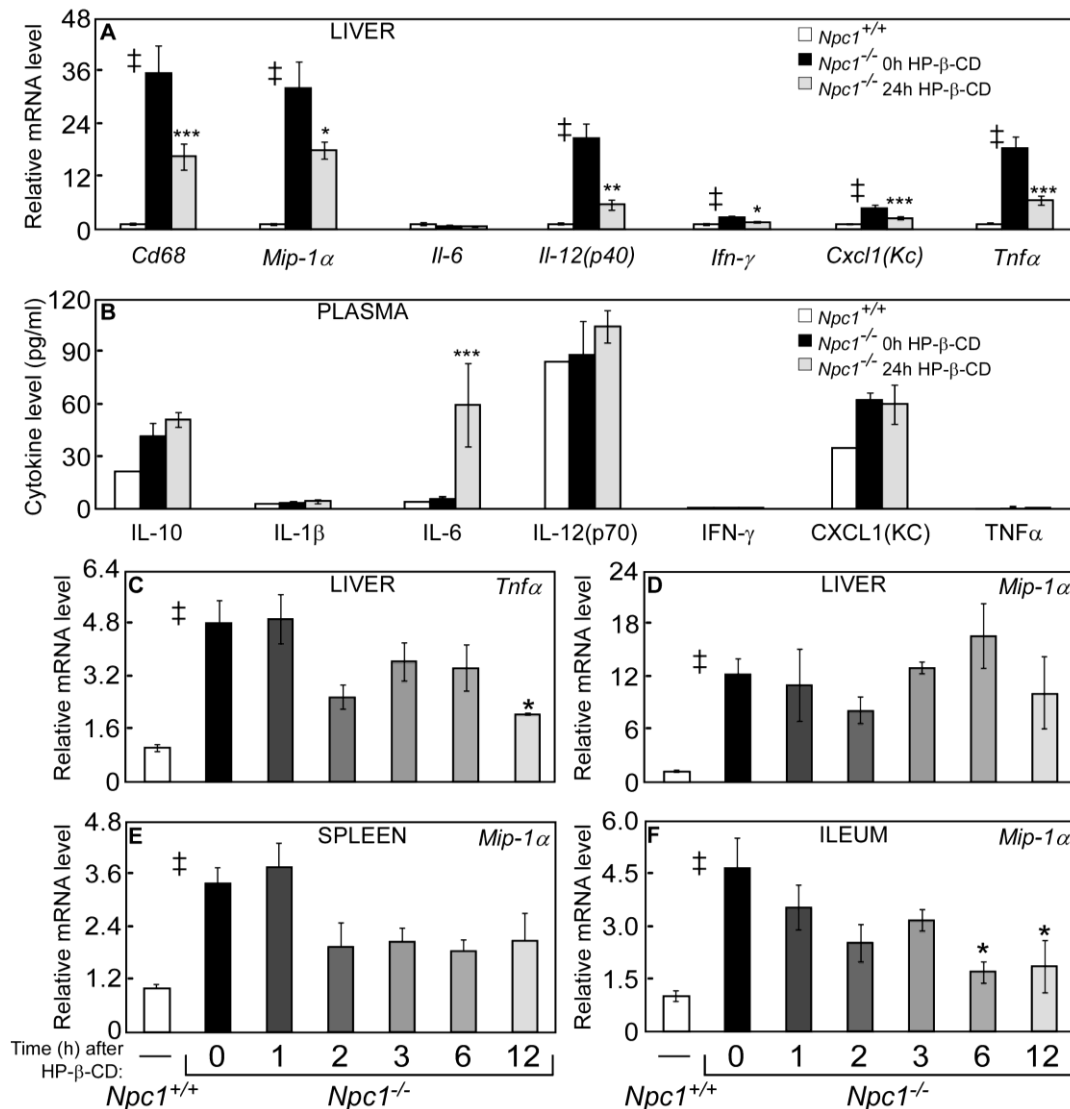 A LIVER
Relative mRNA level
48
36
24
12
0
Npc1+/+
Npc1-/- 0h HP-β-CD
Npc1-/- 24h HP-β-CD
‡ *** ‡ * ‡ ** ‡ * ‡ *** ‡ ***
Cd68 Mip-1α Il-6 Il-12(p40) Ifn-γ Cxcl1(Kc) Tnfα
B PLASMA
Cytokine level (pg/ml)
120
90
60
30
0
Npc1+/+
Npc1-/- 0h HP-β-CD
Npc1-/- 24h HP-β-CD
***
IL-10 IL-1β IL-6 IL-12(p70) IFN-γ CXCL1(KC) TNFα
C LIVER Tnfα
Relative mRNA level
6.4
4.8
3.2
1.6
0
‡ *
D LIVER Mip-1α
Relative mRNA level
24
18
12
6
0
‡
E SPLEEN Mip-1α
Relative mRNA level
4.8
3.6
2.4
1.2
0
‡
F ILEUM Mip-1α
Relative mRNA level
6.0
4.5
3.0
1.5
0
‡ * *
Time (h) after
HP-β-CD:
— 0 1 2 3 6 12
Npc1+/+ Npc1-/-
— 0 1 2 3 6 12
Npc1+/+ Npc1-/-